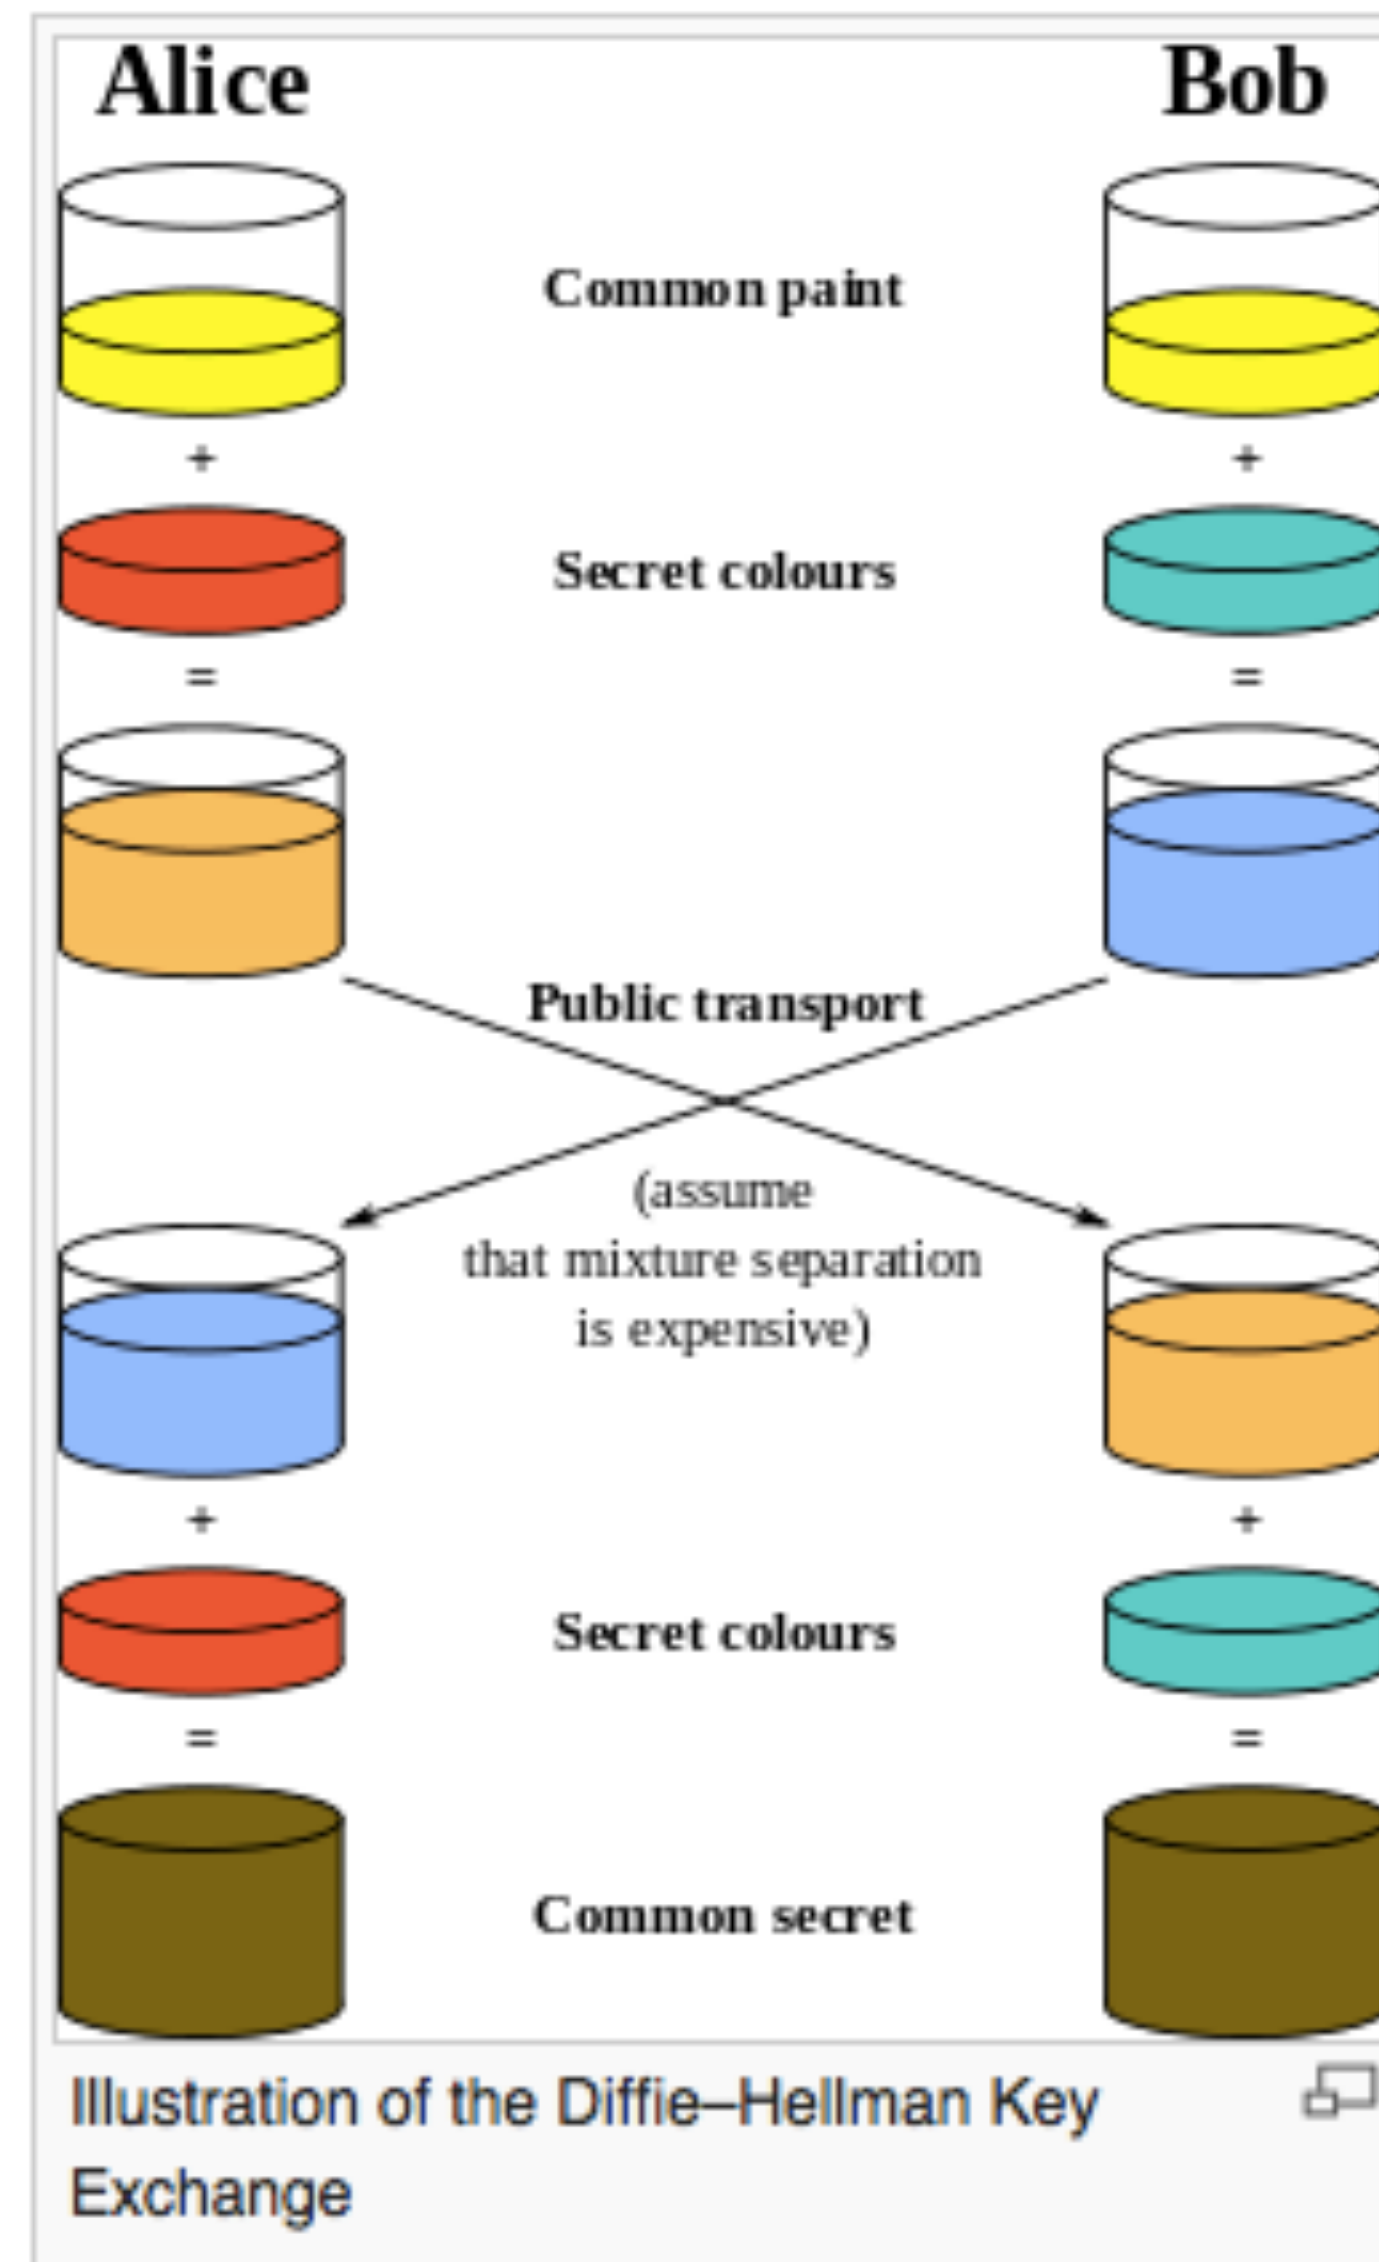 Alice
Bob
Common paint
+
+
Secret colours
=
=
Public transport
(assume
that mixture separation
is expensive)
+
+
Secret colours
=
=
Common secret
Illustration of the Diffie–Hellman Key
Exchange